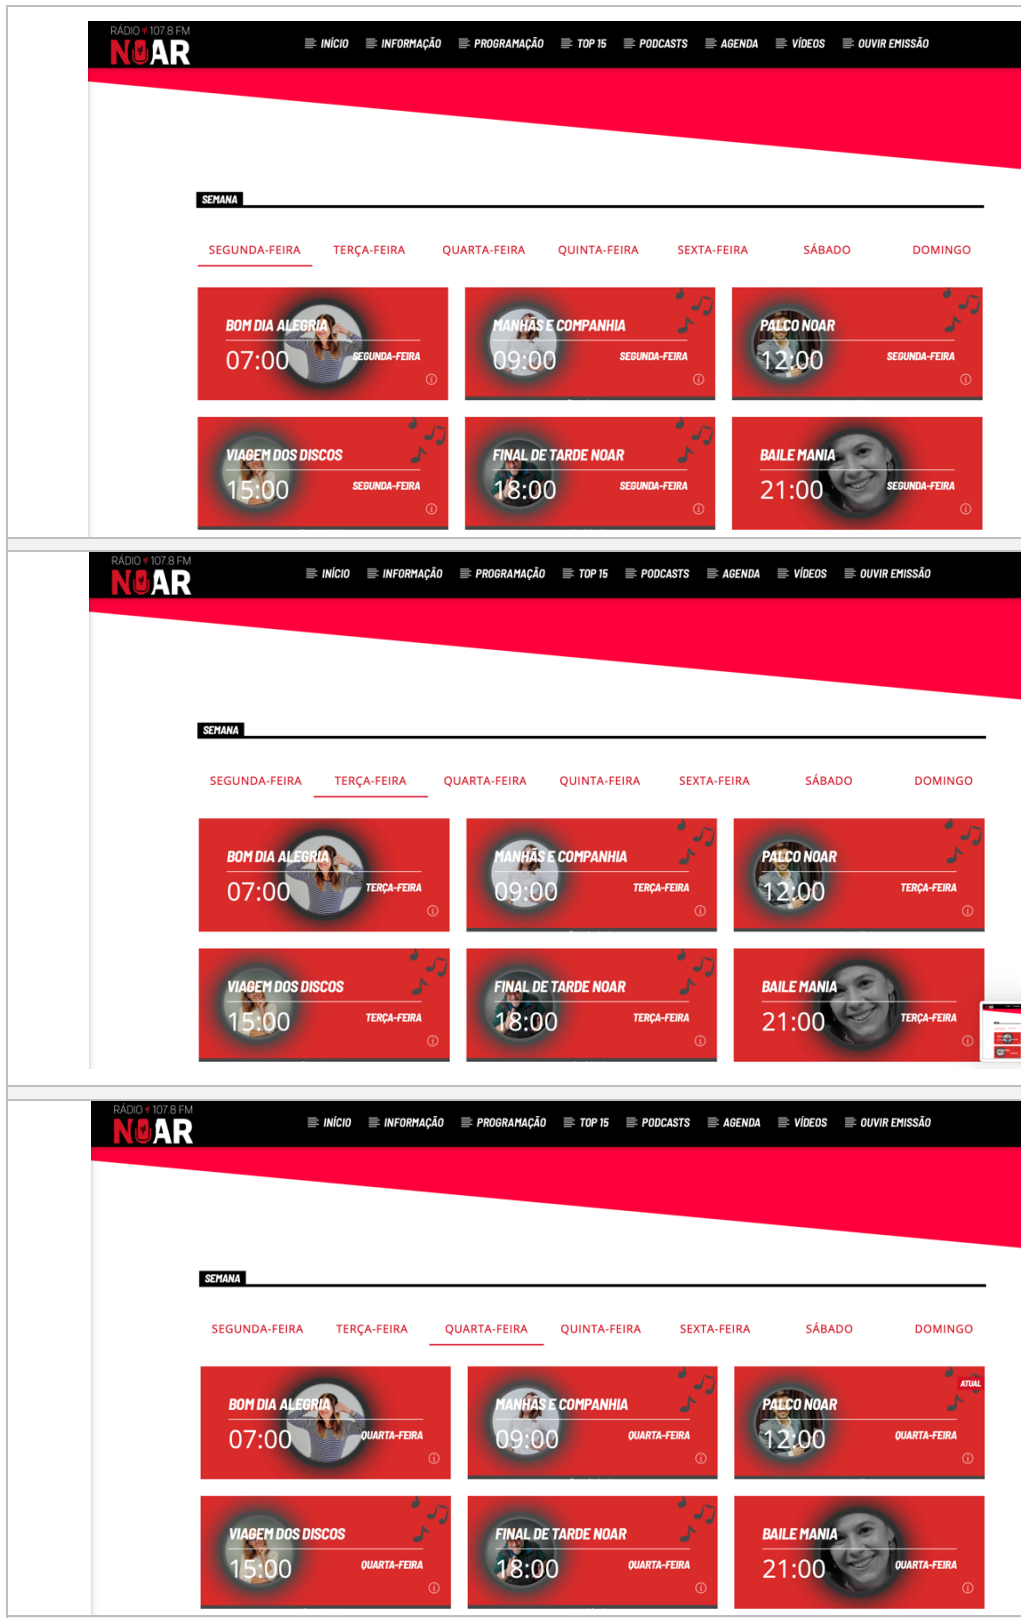 RÁDIO 107.8 FM
NOAR
INÍCIO INFORMAÇÃO PROGRAMAÇÃO TOP 15 PODCASTS AGENDA VÍDEOS OUVIR EMISSÃO
SEMANA
SEGUNDA-FEIRA TERÇA-FEIRA QUARTA-FEIRA QUINTA-FEIRA SEXTA-FEIRA SÁBADO DOMINGO
BOM DIA ALEGRIA MANHÃS E COMPANHIA PALCO NOAR
07:00 SEGUNDA-FEIRA 09:00 SEGUNDA-FEIRA 12:00 SEGUNDA-FEIRA
VIAGEM DOS DISCOS FINAL DE TARDE NOAR BAILE MANIA
15:00 SEGUNDA-FEIRA 18:00 SEGUNDA-FEIRA 21:00 SEGUNDA-FEIRA
RÁDIO 107.8 FM
NOAR
INÍCIO INFORMAÇÃO PROGRAMAÇÃO TOP 15 PODCASTS AGENDA VÍDEOS OUVIR EMISSÃO
SEMANA
SEGUNDA-FEIRA TERÇA-FEIRA QUARTA-FEIRA QUINTA-FEIRA SEXTA-FEIRA SÁBADO DOMINGO
BOM DIA ALEGRIA MANHÃS E COMPANHIA PALCO NOAR
07:00 TERÇA-FEIRA 09:00 TERÇA-FEIRA 12:00 TERÇA-FEIRA
VIAGEM DOS DISCOS FINAL DE TARDE NOAR BAILE MANIA
15:00 TERÇA-FEIRA 18:00 TERÇA-FEIRA 21:00 TERÇA-FEIRA
RÁDIO 107.8 FM
NOAR
INÍCIO INFORMAÇÃO PROGRAMAÇÃO TOP 15 PODCASTS AGENDA VÍDEOS OUVIR EMISSÃO
SEMANA
SEGUNDA-FEIRA TERÇA-FEIRA QUARTA-FEIRA QUINTA-FEIRA SEXTA-FEIRA SÁBADO DOMINGO
ATUAL
BOM DIA ALEGRIA MANHÃS E COMPANHIA PALCO NOAR
07:00 QUARTA-FEIRA 09:00 QUARTA-FEIRA 12:00 QUARTA-FEIRA
VIAGEM DOS DISCOS FINAL DE TARDE NOAR BAILE MANIA
15:00 QUARTA-FEIRA 18:00 QUARTA-FEIRA 21:00 QUARTA-FEIRA